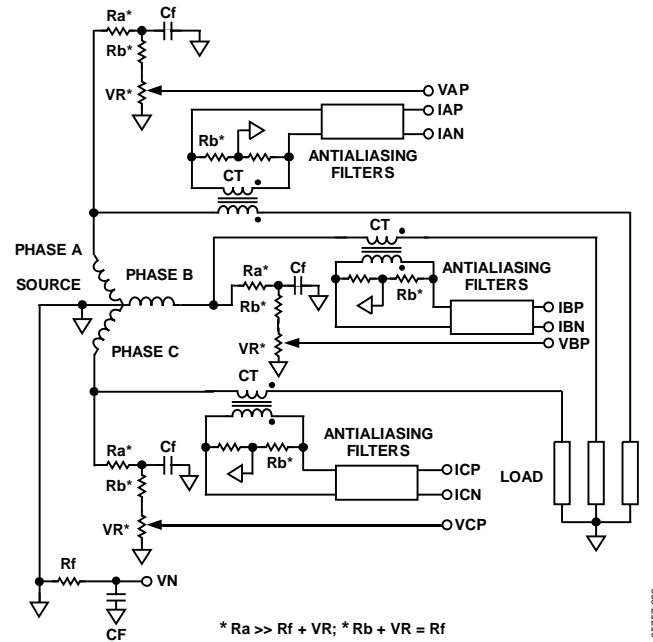 Ra* Cf
Rb*
VR*
VAP
IAP
IAN
Rb*
ANTIALIASING
FILTERS
CT
CT
PHASE A
PHASE B
SOURCE
PHASE C
Ra* Cf
Rb*
VR*
ANTIALIASING
FILTERS
Rb*
IBP
IBN
VBP
CT
Ra* Cf
Rb*
VR*
ANTIALIASING
FILTERS
Rb*
ICP
ICN
VCP
LOAD
Rf
VN
CF
* Ra >> Rf + VR; * Rb + VR = Rf